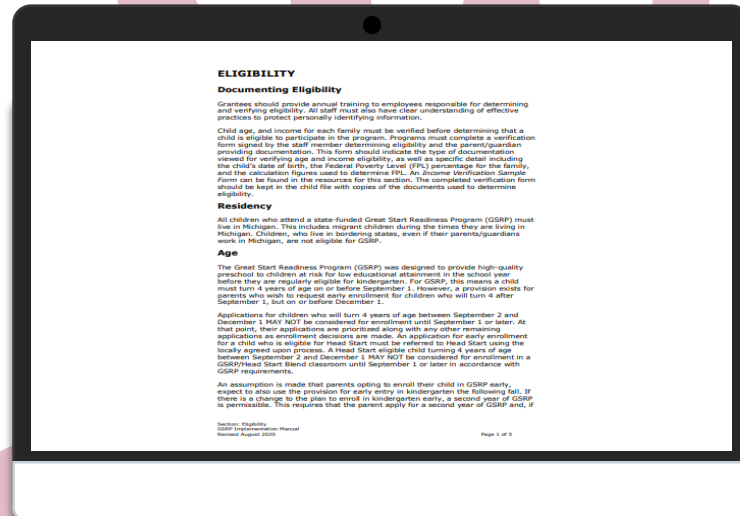 ELIGIBILITY
Documenting Eligibility
Grantees should provide annual training to employees responsible for determining
and verifying eligibility. All staff must also have clear understanding of effective
practices to protect personally identifying information.
Child age, and income for each family must be verified before determining that a
child is eligible to participate in the program. Programs must complete a verification
form signed by the staff member determining eligibility and the parent/guardian
providing documentation. This form should indicate the type of documentation
viewed for verifying age and income eligibility, as well as specific detail including
the child's date of birth, the Federal Poverty Level (FPL) percentage for the family,
and the calculation figures used to determine FPL. An Income Verification Sample
Form can be found in the resources for this section. The completed verification form
should be kept in the child file with copies of the documents used to determine
eligibility.
Residency
All children who attend a state-funded Great Start Readiness Program (GSRP) must
live in Michigan. This includes migrant children during the times they are living in
Michigan. Children, who live in bordering states, even if their parents/guardians
work in Michigan, are not eligible for GSRP.
Age
The Great Start Readiness Program (GSRP) was designed to provide high-quality
preschool to children at risk for low educational attainment in the school year
before they are regularly eligible for kindergarten. For GSRP, this means a child
must turn 4 years of age on or before September 1. However, a provision exists for
parents who wish to request early enrollment for children who will turn 4 after
September 1, but on or before December 1.
Applications for children who will turn 4 years of age between September 2 and
December 1 MAY NOT be considered for enrollment until September 1 or later. At
that point, their applications are prioritized along with any other remaining
applications as enrollment decisions are made. An application for early enrollment
for a child who is eligible for Head Start must be referred to Head Start using the
locally agreed upon process. A Head Start eligible child turning 4 years of age
between September 2 and December 1 MAY NOT be considered for enrollment in a
GSRP/Head Start Blend classroom until September 1 or later in accordance with
GSRP requirements.
An assumption is made that parents opting to enroll their child in GSRP early,
expect to also use the provision for early entry in kindergarten the following fall. If
there is a change to the plan to enroll in kindergarten early, a second year of GSRP
is permissible. This requires that the parent apply for a second year of GSRP and, if
Section: Eligibility
GSRP Implementation Manual
Revised August 2020 Page 1 of 5